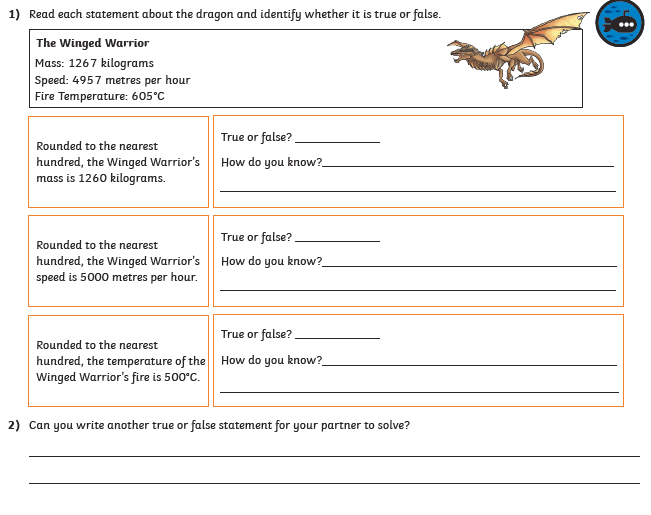 1) Read each statement about the dragon and identify whether it is true or false.
The Winged Warrior
Mass: 1267 kilograms
Speed: 4957 metres per hour
Fire Temperature: 605°C
Rounded to the nearest
hundred, the Winged Warrior's
mass is 1260 kilograms.
True or false? ____________
How do you know?____________
Rounded to the nearest
hundred, the Winged Warrior's
speed is 5000 metres per hour.
True or false? ____________
How do you know?____________
Rounded to the nearest
hundred, the temperature of the
Winged Warrior's fire is 500°C.
True or false? ____________
How do you know?____________
2) Can you write another true or false statement for your partner to solve?